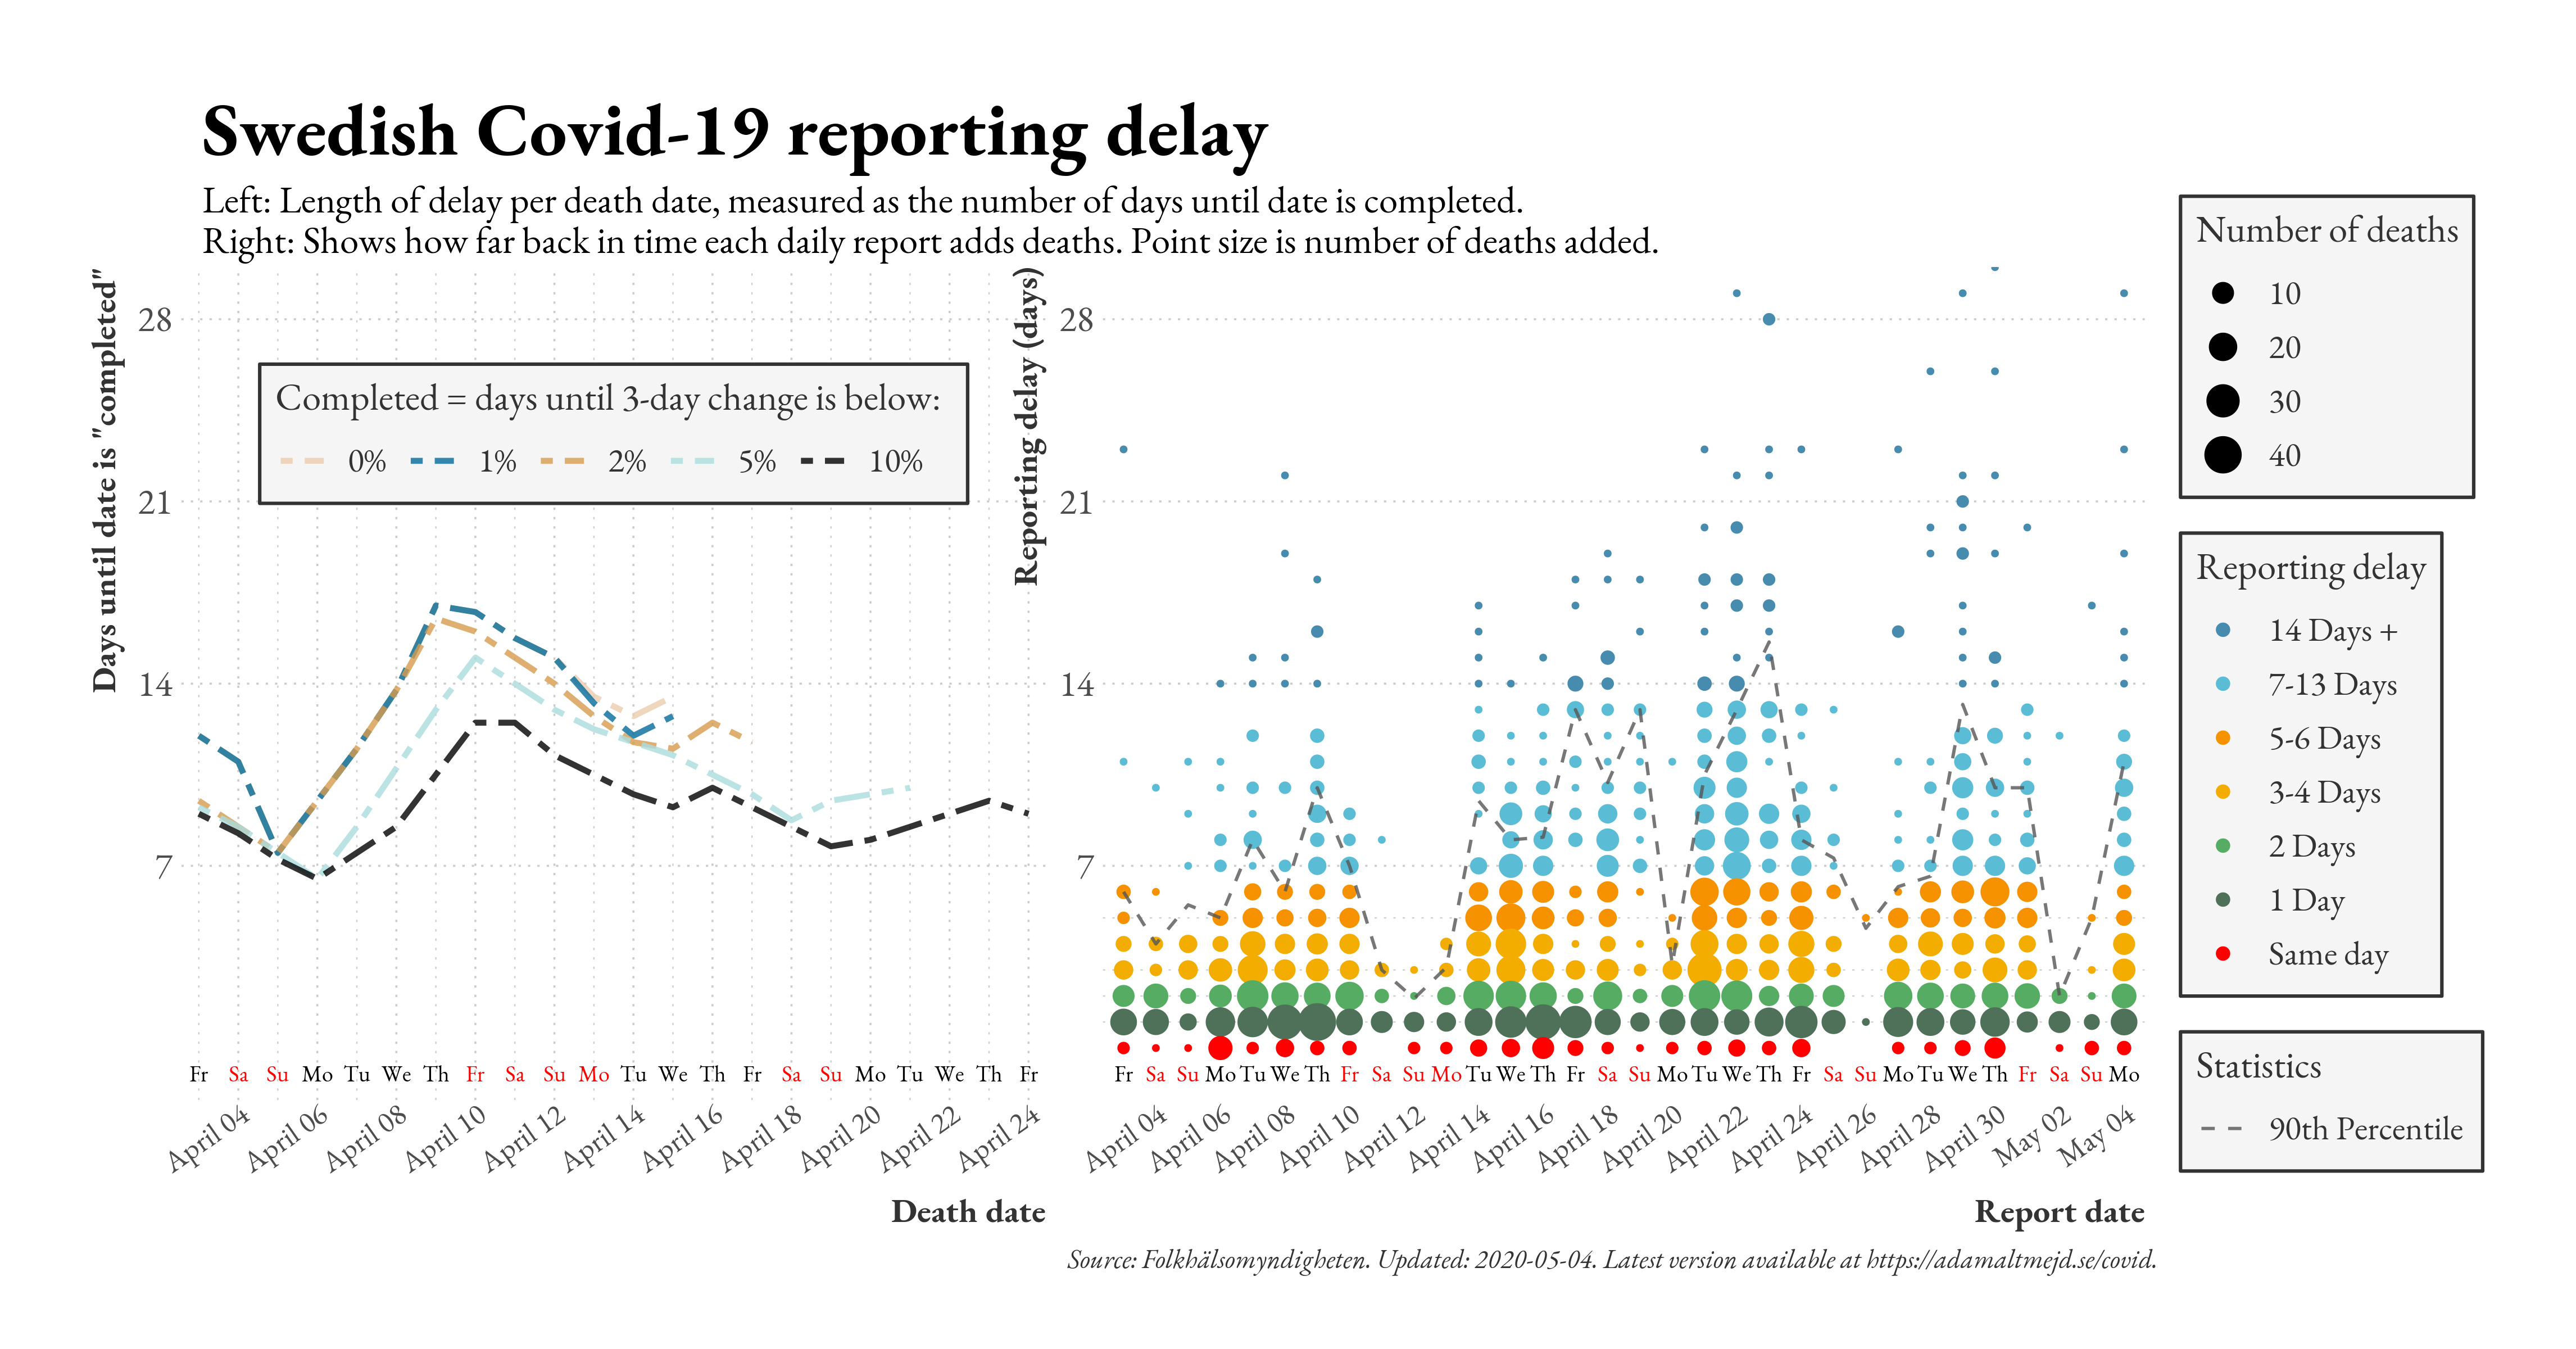 Swedish Covid-19 reporting delay
Left: Length of delay per death date, measured as the number of days until date is completed.
Right: Shows how far back in time each daily report adds deaths. Point size is number of deaths added.
Days until date is "completed"
28
21
14
7
Completed = days until 3-day change is below:
0% 1% 2% 5% 10%
Fr Sa Su Mo Tu We Th Fr Sa Su Mo Tu We Th Fr Sa Su Mo Tu We Th Fr
April 04 April 06 April 08 April 10 April 12 April 14 April 16 April 18 April 20 April 22 April 24
Death date
Reporting delay (days)
28
21
14
7
Fr Sa Su Mo Tu We Th Fr Sa Su Mo Tu We Th Fr Sa Su Mo Tu We Th Fr Sa Su Mo Tu We Th Fr Sa Su Mo
April 04 April 06 April 08 April 10 April 12 April 14 April 16 April 18 April 20 April 22 April 24 April 26 April 28 April 30 May 02 May 04
Report date
Number of deaths
10
20
30
40
Reporting delay
14 Days +
7-13 Days
5-6 Days
3-4 Days
2 Days
1 Day
Same day
Statistics
90th Percentile
Source: Folkhälsomyndigheten. Updated: 2020-05-04. Latest version available at https://adamaltmejd.se/covid.